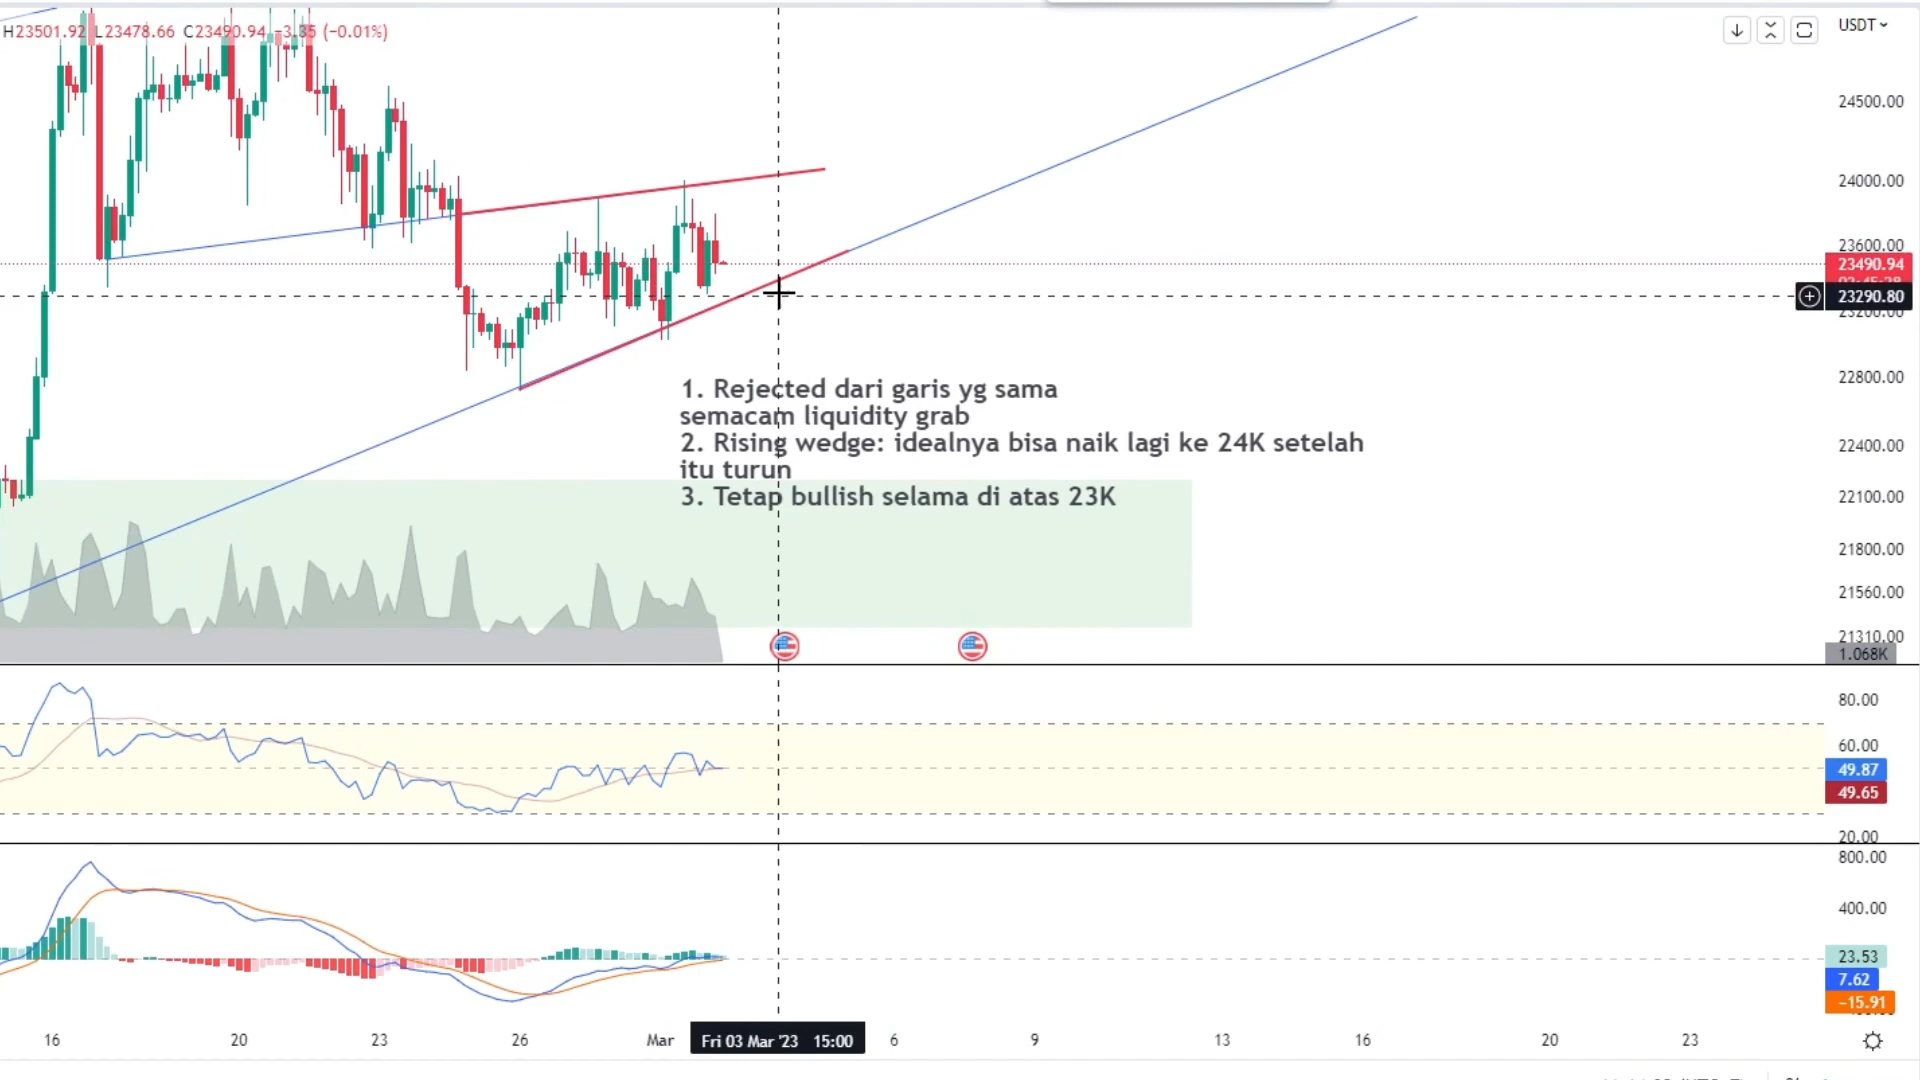 H23501.92 L23478.66 C23490.94 −3.35 (−0.01%)
USDT
24500.00
24000.00
23600.00
23490.94
23290.80
23200.00
22800.00
22400.00
22100.00
21800.00
21560.00
21310.00
1.068K
1. Rejected dari garis yg sama
semacam liquidity grab
2. Rising wedge: idealnya bisa naik lagi ke 24K setelah
itu turun
3. Tetap bullish selama di atas 23K
80.00
60.00
49.87
49.65
20.00
800.00
400.00
23.53
7.62
−15.91
16 20 23 26 Mar Fri 03 Mar '23 15:00 6 9 13 16 20 23